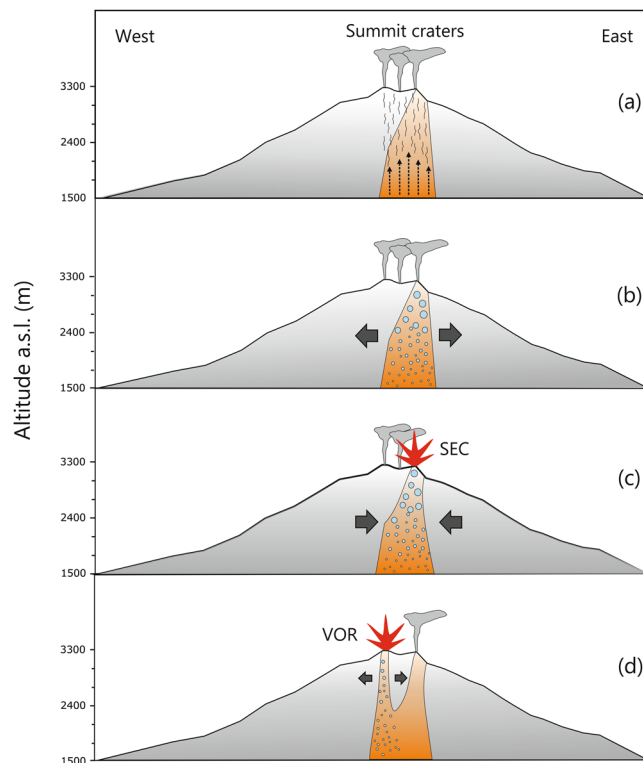 West
Summit craters
East
3300
2400
1500
(a)
3300
2400
1500
(b)
SEC
3300
2400
1500
(c)
VOR
3300
2400
1500
(d)
Altitude a.s.l. (m)